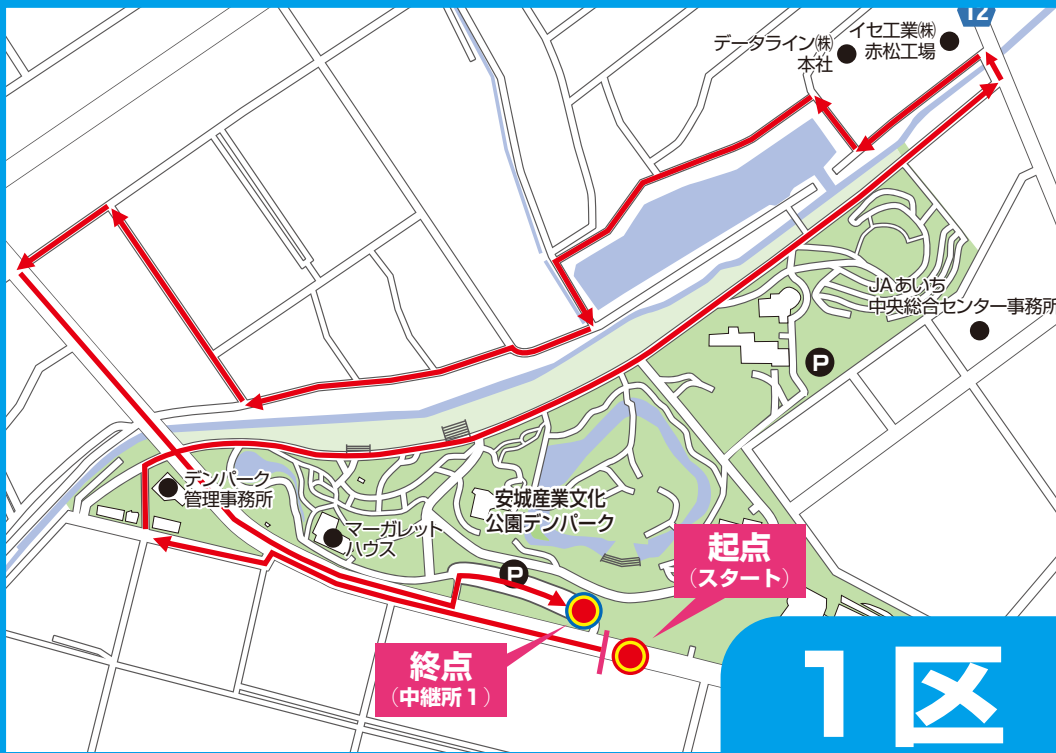 12
イセ工業㈱
赤松工場
データライン㈱
本社
JAあいち
中央総合センター事務所
P
デンパーク
管理事務所
マーガレット
ハウス
安城産業文化
公園デンパーク
P
起点
（スタート）
終点
（中継所1）
1区